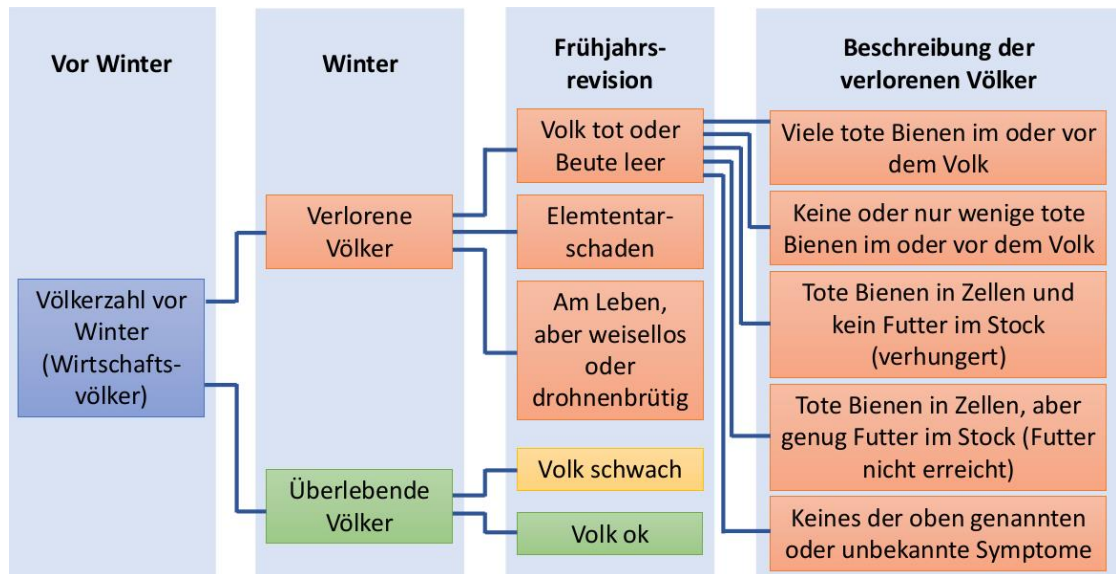 Vor Winter
Völkerzahl vor
Winter
(Wirtschafts-
völker)
Winter
Verlorene
Völker
Überlebende
Völker
Frühjahrs-
revision
Volk tot oder
Beute leer
Elemtentar-
schaden
Am Leben,
aber weisellos
oder
drohnenbrütig
Volk schwach
Volk ok
Beschreibung der
verlorenen Völker
Viele tote Bienen im oder vor
dem Volk
Keine oder nur wenige tote
Bienen im oder vor dem Volk
Tote Bienen in Zellen und
kein Futter im Stock
(verhungert)
Tote Bienen in Zellen, aber
genug Futter im Stock (Futter
nicht erreicht)
Keines der oben genannten
oder unbekannte Symptome